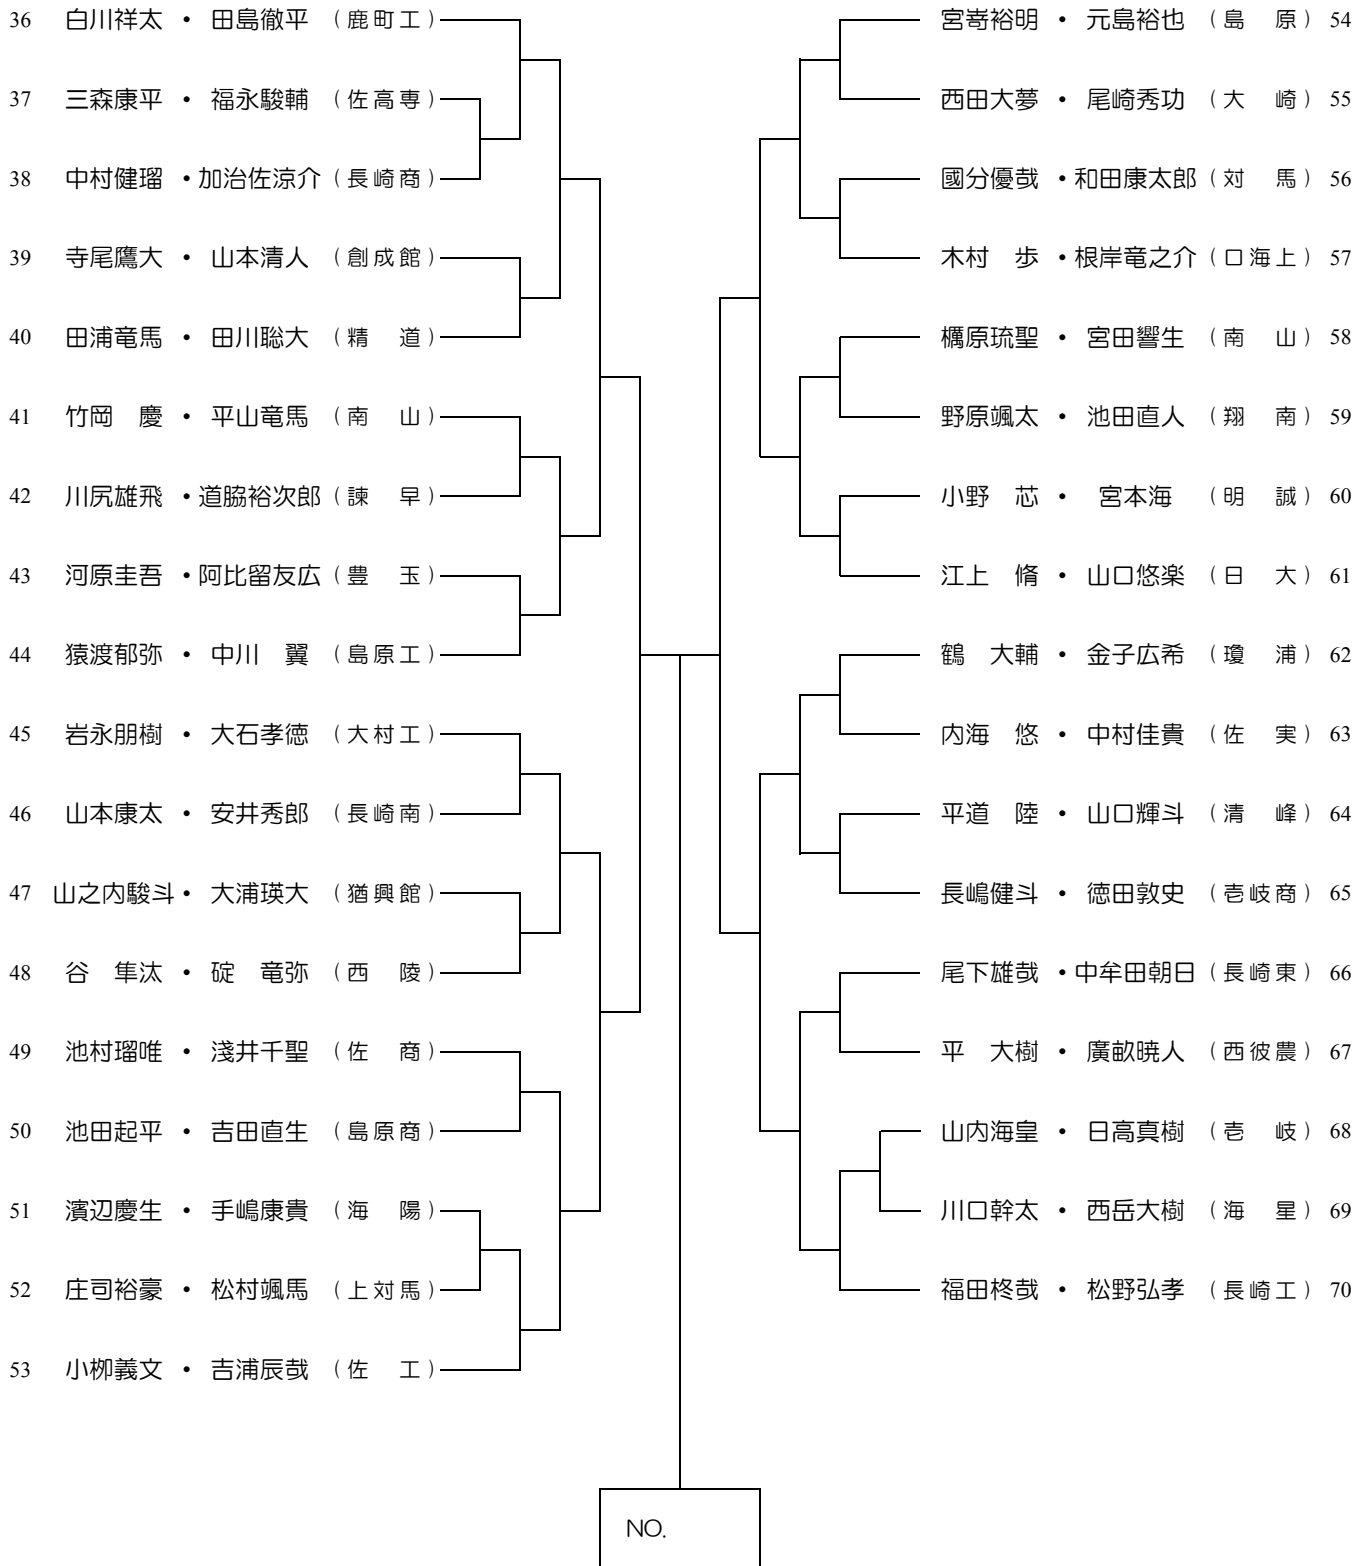 36 白川祥太 ・ 田島徹平 (鹿町工)
37 三森康平 ・ 福永駿輔 (佐高専)
38 中村健瑠 ・加治佐涼介 (長崎商)
39 寺尾鷹大 ・ 山本清人 (創成館)
40 田浦竜馬 ・ 田川聡大 (精 道)
41 竹岡 慶 ・ 平山竜馬 (南 山)
42 川尻雄飛 ・道脇裕次郎 (諫 早)
43 河原圭吾 ・阿比留友広 (豊 玉)
44 猿渡郁弥 ・ 中川 翼 (島原工)
45 岩永朋樹 ・ 大石孝徳 (大村工)
46 山本康太 ・ 安井秀郎 (長崎南)
47 山之内駿斗・ 大浦瑛大 (猶興館)
48 谷 隼汰 ・ 碇 竜弥 (西 陵)
49 池村瑠唯 ・ 淺井千聖 (佐 商)
50 池田起平 ・ 吉田直生 (島原商)
51 濱辺慶生 ・ 手嶋康貴 (海 陽)
52 庄司裕豪 ・ 松村颯馬 (上対馬)
53 小栁義文 ・ 吉浦辰哉 (佐 工)
宮嵜裕明 ・ 元島裕也 (島 原) 54
西田大夢 ・ 尾崎秀功 (大 崎) 55
國分優哉 ・和田康太郎 (対 馬) 56
木村 歩 ・根岸竜之介 (口海上) 57
櫔原琉聖 ・ 宮田響生 (南 山) 58
野原颯太 ・ 池田直人 (翔 南) 59
小野 芯 ・ 宮本海 (明 誠) 60
江上 脩 ・ 山口悠楽 (日 大) 61
鶴 大輔 ・ 金子広希 (瓊 浦) 62
内海 悠 ・ 中村佳貴 (佐 実) 63
平道 陸 ・ 山口輝斗 (清 峰) 64
長嶋健斗 ・ 徳田敦史 (壱岐商) 65
尾下雄哉 ・中牟田朝日 (長崎東) 66
平 大樹 ・ 廣畝暁人 (西彼農) 67
山内海皇 ・ 日高真樹 (壱 岐) 68
川口幹太 ・ 西岳大樹 (海 星) 69
福田柊哉 ・ 松野弘孝 (長崎工) 70
NO.